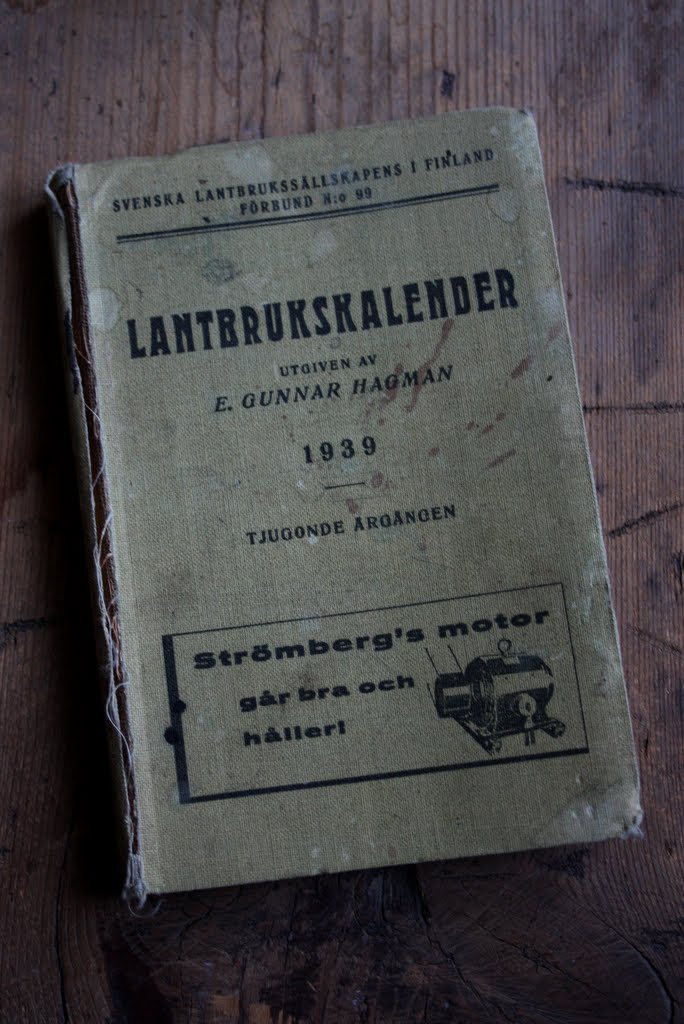 SVENSKA LANTBRUKSSÄLLSKAPENS I FINLAND
FÖRBUND N:o 99
LANTBRUKSKALENDER
UTGIVEN AV
E. GUNNAR HAGMAN
1939
TJUGONDE ÅRGÅNGEN
Strömberg's motor
går bra och
håller!